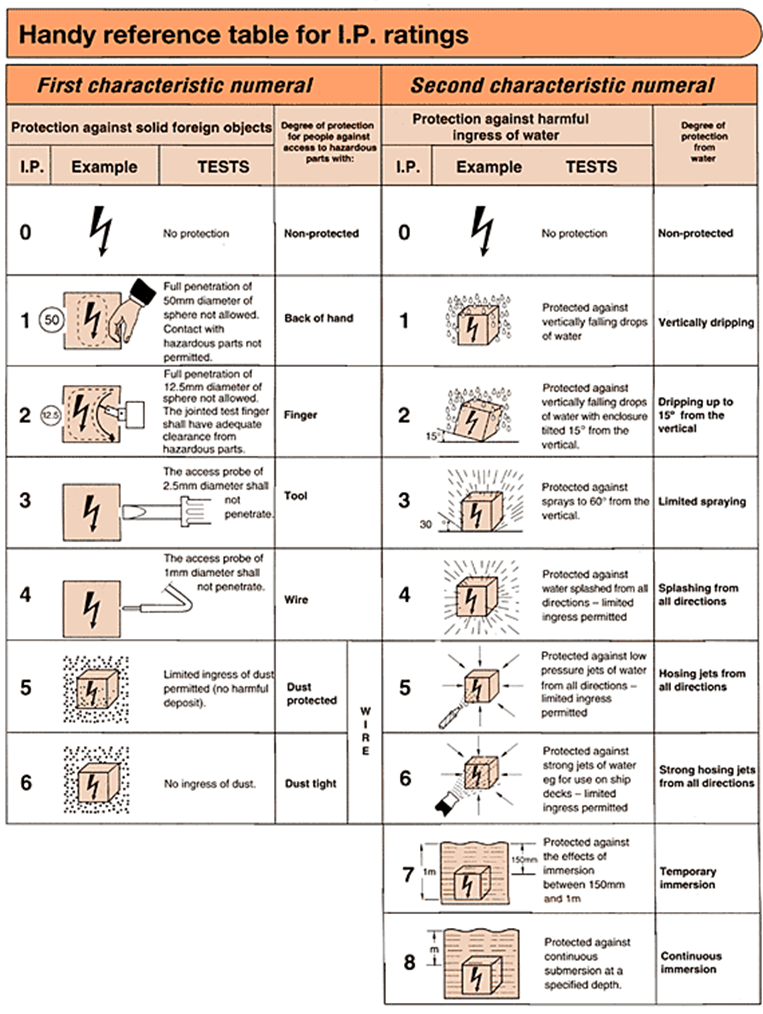 Handy reference table for I.P. ratings
First characteristic numeral
Second characteristic numeral
Protection against solid foreign objects
Degree of protection
for people against
access to hazardous
parts with:
Protection against harmful
ingress of water
Degree of
protection
from
water
I.P.
Example
TESTS
I.P.
Example
TESTS
0
No protection
Non-protected
0
No protection
Non-protected
1
50
Full penetration of
50mm diameter of
sphere not allowed.
Contact with
hazardous parts not
permitted.
Back of hand
1
Protected against
vertically falling drops
of water
Vertically dripping
2
12.5
Full penetration of
12.5mm diameter of
sphere not allowed.
The jointed test finger
shall have adequate
clearance from
hazardous parts.
Finger
2
15°
Protected against
vertically falling drops
of water with enclosure
tilted 15° from the
vertical.
Dripping up to
15° from the
vertical
3
The access probe of
2.5mm diameter shall
not
penetrate.
Tool
3
30 °
Protected against
sprays to 60° from the
vertical.
Limited spraying
4
The access probe of
1mm diameter shall
not penetrate.
Wire
4
Protected against
water splashed from all
directions – limited
ingress permitted
Splashing from
all directions
5
Limited ingress of dust
permitted (no harmful
deposit).
Dust
protected
W
I
R
E
5
Protected against low
pressure jets of water
from all directions –
limited ingress
permitted
Hosing jets from
all directions
6
No ingress of dust.
Dust tight
6
Protected against
strong jets of water
eg for use on ship
decks – limited
ingress permitted
Strong hosing jets
from all directions
7
1m
150mm
Protected against
the effects of
immersion
between 150mm
and 1m
Temporary
immersion
8
m
Protected against
continuous
submersion at a
specified depth.
Continuous
immersion